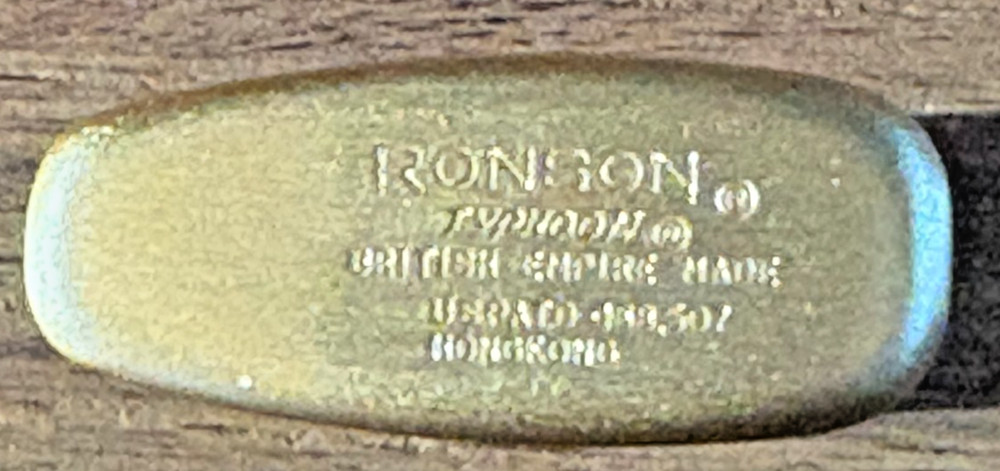 RONSON ®
TYPHOON ®
BRITISH EMPIRE MADE
HONGKONG